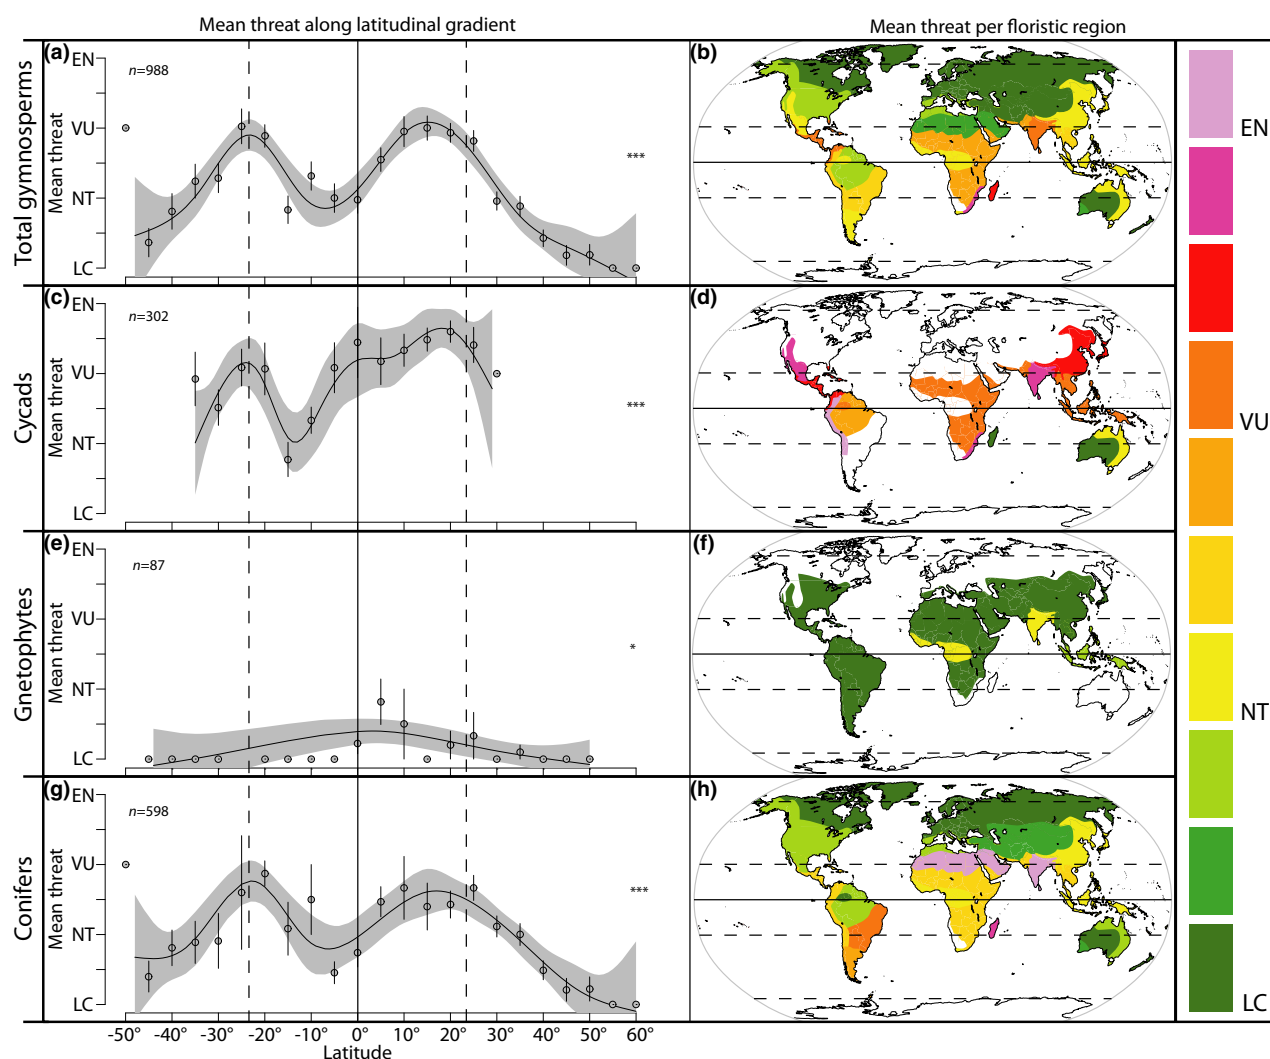 Mean threat along latitudinal gradient
Mean threat per floristic region
Total gymnosperms
(a)
n=988
EN
VU
NT
LC
Mean threat
***
(b)
Cycads
(c)
n=302
EN
VU
NT
LC
Mean threat
***
(d)
Gnetophytes
(e)
n=87
EN
VU
NT
LC
Mean threat
*
(f)
Conifers
(g)
n=598
EN
VU
NT
LC
Mean threat
***
(h)
-50° -40° -30° -20° -10° 0° 10° 20° 30° 40° 50° 60°
Latitude
EN
VU
NT
LC